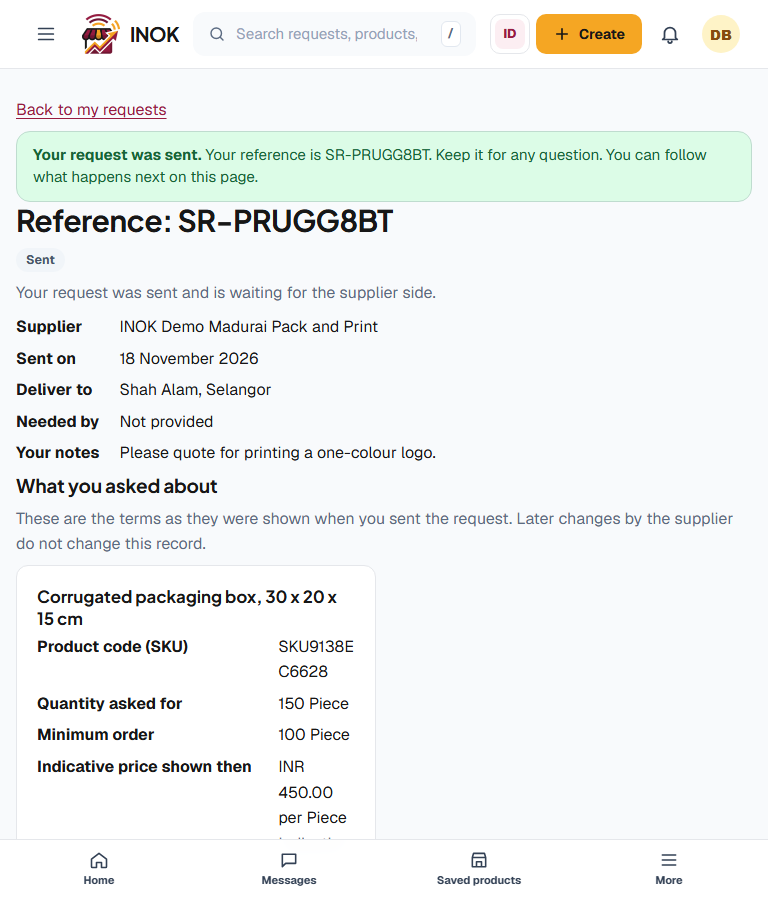 INOK
Search requests, products,
/
ID
Create
DB
Back to my requests
Your request was sent. Your reference is SR-PRUGG8BT. Keep it for any question. You can follow
what happens next on this page.
Reference: SR-PRUGG8BT
Sent
Your request was sent and is waiting for the supplier side.
Supplier INOK Demo Madurai Pack and Print
Sent on 18 November 2026
Deliver to Shah Alam, Selangor
Needed by Not provided
Your notes Please quote for printing a one-colour logo.
What you asked about
These are the terms as they were shown when you sent the request. Later changes by the supplier
do not change this record.
Corrugated packaging box, 30 x 20 x
15 cm
Product code (SKU) SKU9138E
C6628
Quantity asked for 150 Piece
Minimum order 100 Piece
Indicative price shown then INR
450.00
per Piece
Home
Messages
Saved products
More